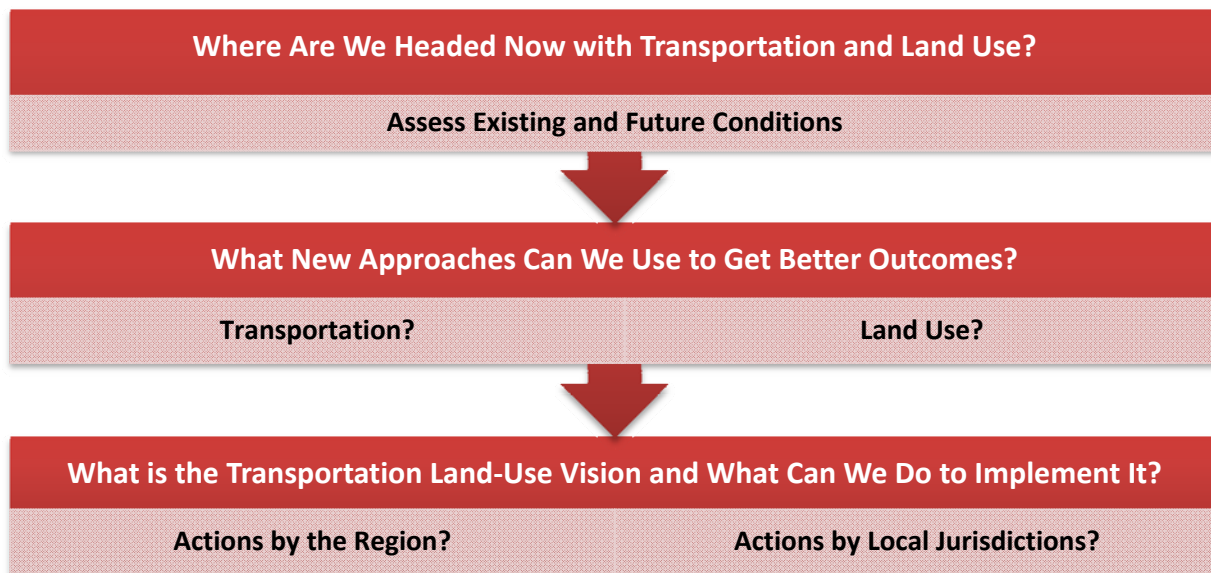 Where Are We Headed Now with Transportation and Land Use?
Assess Existing and Future Conditions
What New Approaches Can We Use to Get Better Outcomes?
Transportation?
Land Use?
What is the Transportation Land-Use Vision and What Can We Do to Implement It?
Actions by the Region?
Actions by Local Jurisdictions?